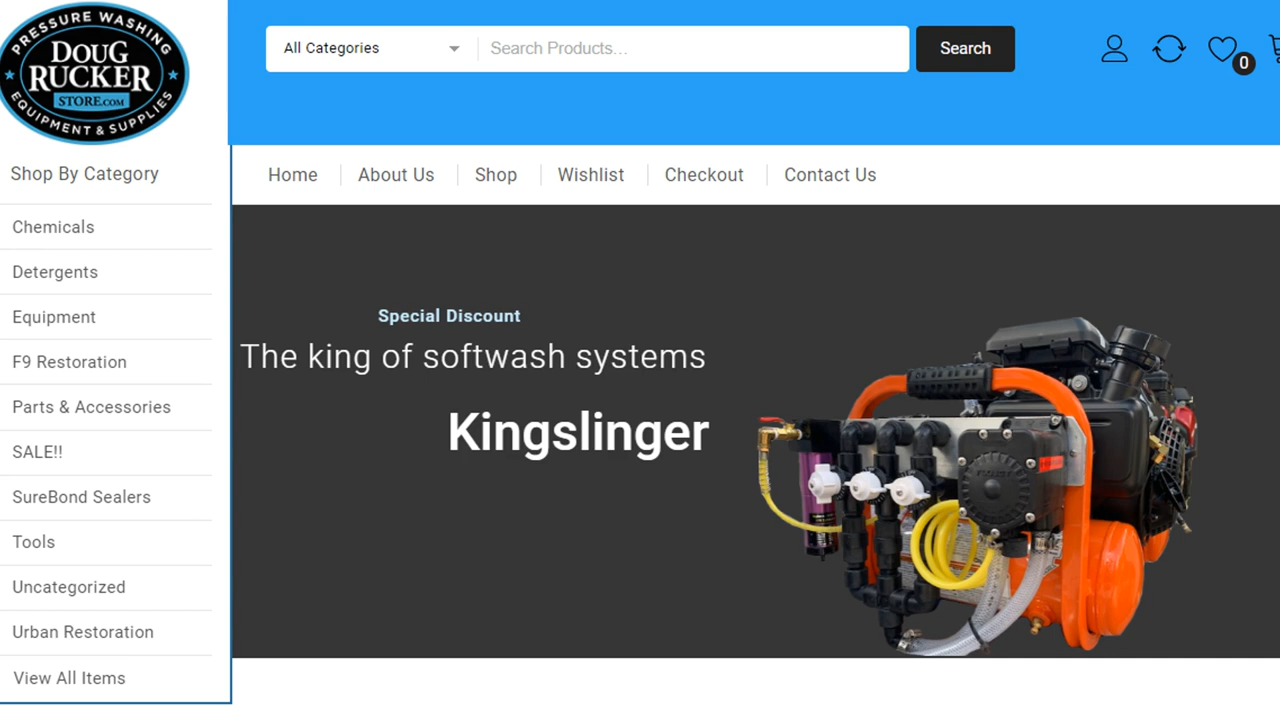 PRESSURE WASHING
DOUG
RUCKER
STORE.COM
EQUIPMENT & SUPPLIES
All Categories
Search Products...
Search
0
Shop By Category
Home
About Us
Shop
Wishlist
Checkout
Contact Us
Chemicals
Detergents
Equipment
F9 Restoration
Parts & Accessories
SALE!!
SureBond Sealers
Tools
Uncategorized
Urban Restoration
View All Items
Special Discount
The king of softwash systems
Kingslinger